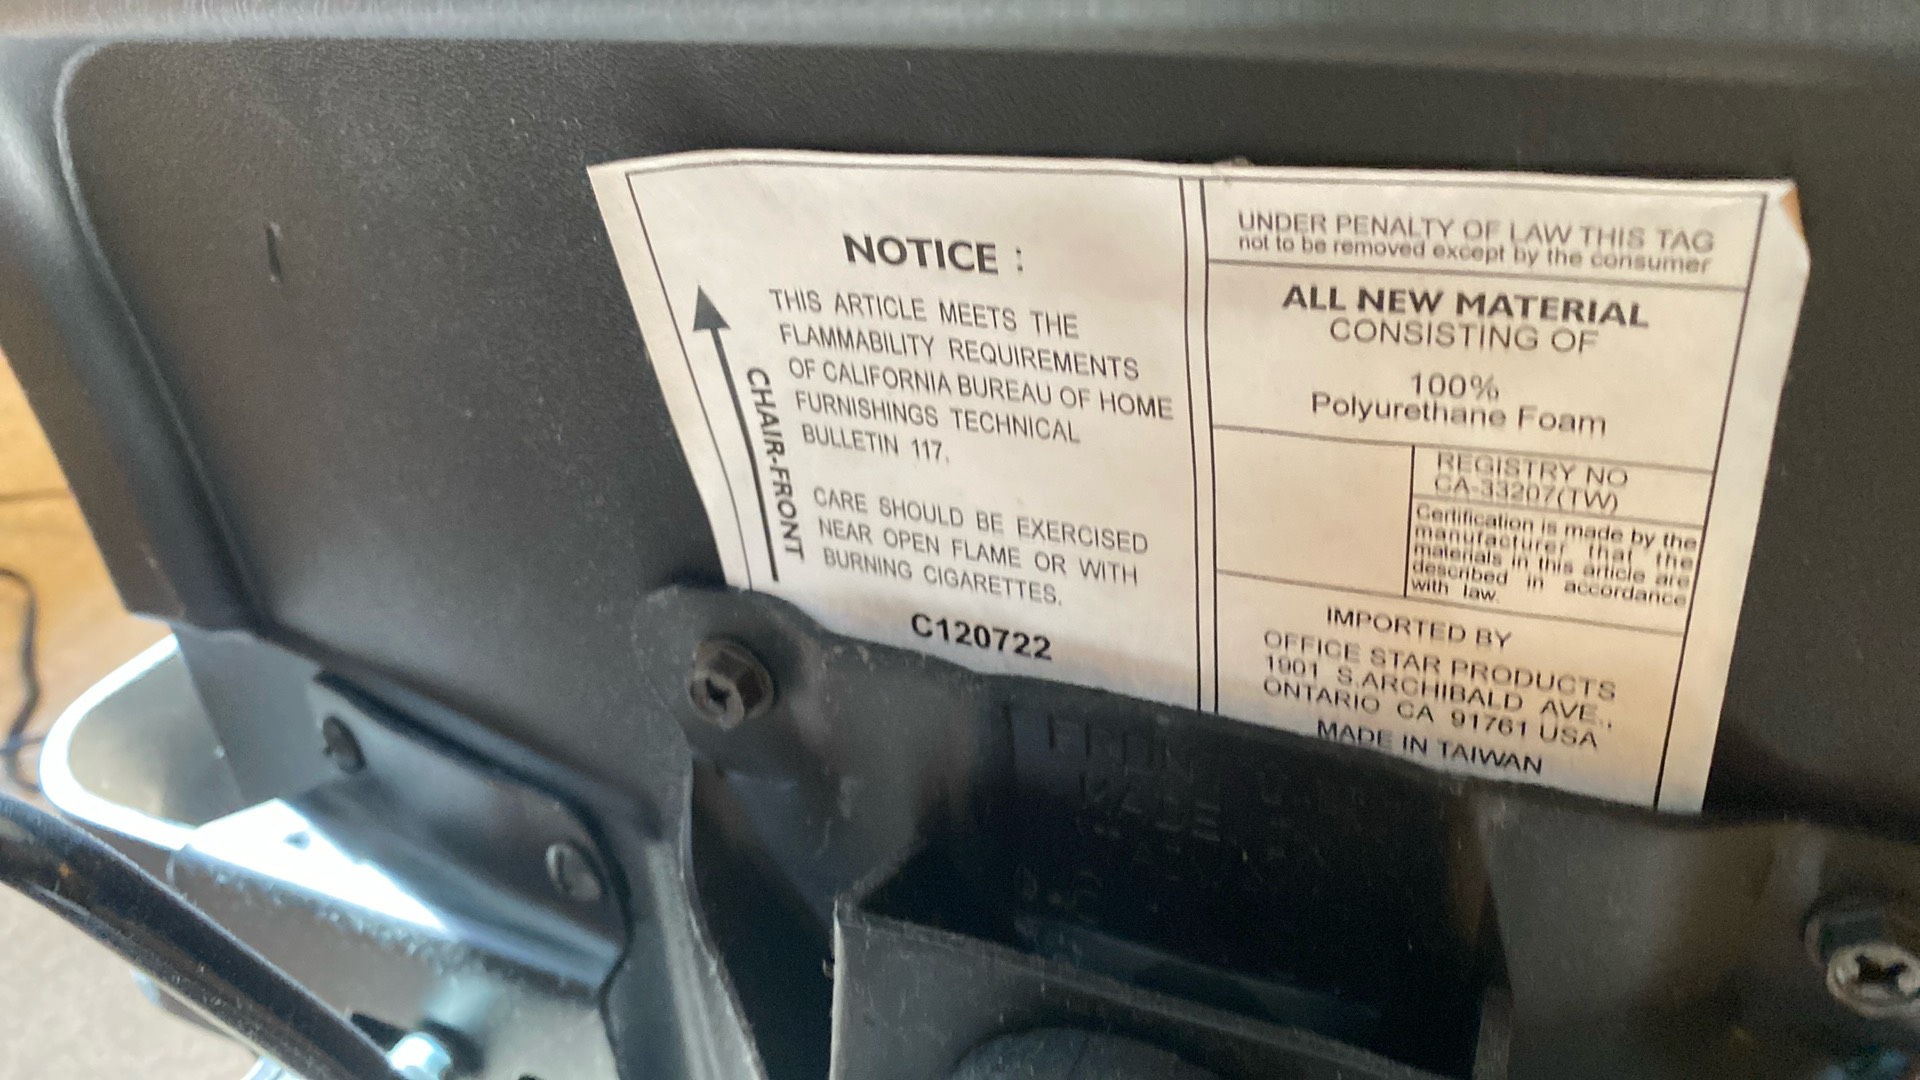 NOTICE :
THIS ARTICLE MEETS THE
FLAMMABILITY REQUIREMENTS
OF CALIFORNIA BUREAU OF HOME
FURNISHINGS TECHNICAL
BULLETIN 117.
CARE SHOULD BE EXERCISED
NEAR OPEN FLAME OR WITH
BURNING CIGARETTES.
C120722
CHAIR-FRONT
UNDER PENALTY OF LAW THIS TAG
not to be removed except by the consumer
ALL NEW MATERIAL
CONSISTING OF
100%
Polyurethane Foam
REGISTRY NO
CA-33207(TW)
Certification is made by the
manufacturer that the
materials in this article are
described in accordance
with law.
IMPORTED BY
OFFICE STAR PRODUCTS
1901 S.ARCHIBALD AVE.,
ONTARIO CA 91761 USA
MADE IN TAIWAN